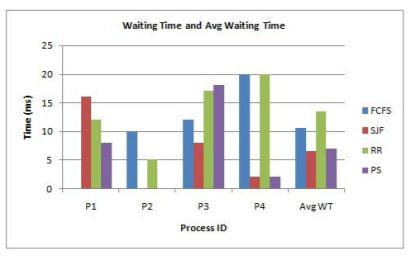 Waiting Time and Avg Waiting Time
25
20
15
10
5
0
Time (ms)
P1
P2
P3
P4
Avg WT
Process ID
FCFS
SJF
RR
PS